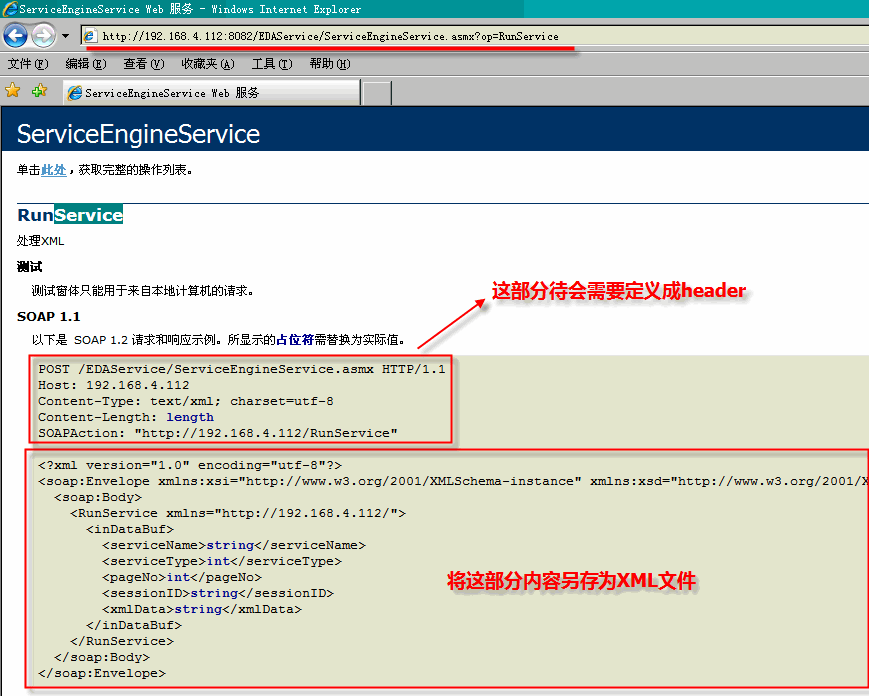 ServiceEngineService Web 服务 - Windows Internet Explorer
http://192.168.4.112:8082/EDAService/ServiceEngineService.asmx?op=RunService
文件(F) 编辑(E) 查看(V) 收藏夹(A) 工具(T) 帮助(H)
ServiceEngineService Web 服务
ServiceEngineService
单击此处，获取完整的操作列表。
RunService
处理XML
测试
测试窗体只能用于来自本地计算机的请求。
这部分待会需要定义成header
SOAP 1.1
以下是 SOAP 1.2 请求和响应示例。所显示的占位符需替换为实际值。
POST /EDAService/ServiceEngineService.asmx HTTP/1.1
Host: 192.168.4.112
Content-Type: text/xml; charset=utf-8
Content-Length: length
SOAPAction: "http://192.168.4.112/RunService"
<?xml version="1.0" encoding="utf-8"?>
<soap:Envelope xmlns:xsi="http://www.w3.org/2001/XMLSchema-instance" xmlns:xsd="http://www.w3.org/2001/X
<soap:Body>
<RunService xmlns="http://192.168.4.112/">
<inDataBuf>
<serviceName>string</serviceName>
<serviceType>int</serviceType>
<pageNo>int</pageNo>
将这部分内容另存为XML文件
<sessionID>string</sessionID>
<xmlData>string</xmlData>
</inDataBuf>
</RunService>
</soap:Body>
</soap:Envelope>